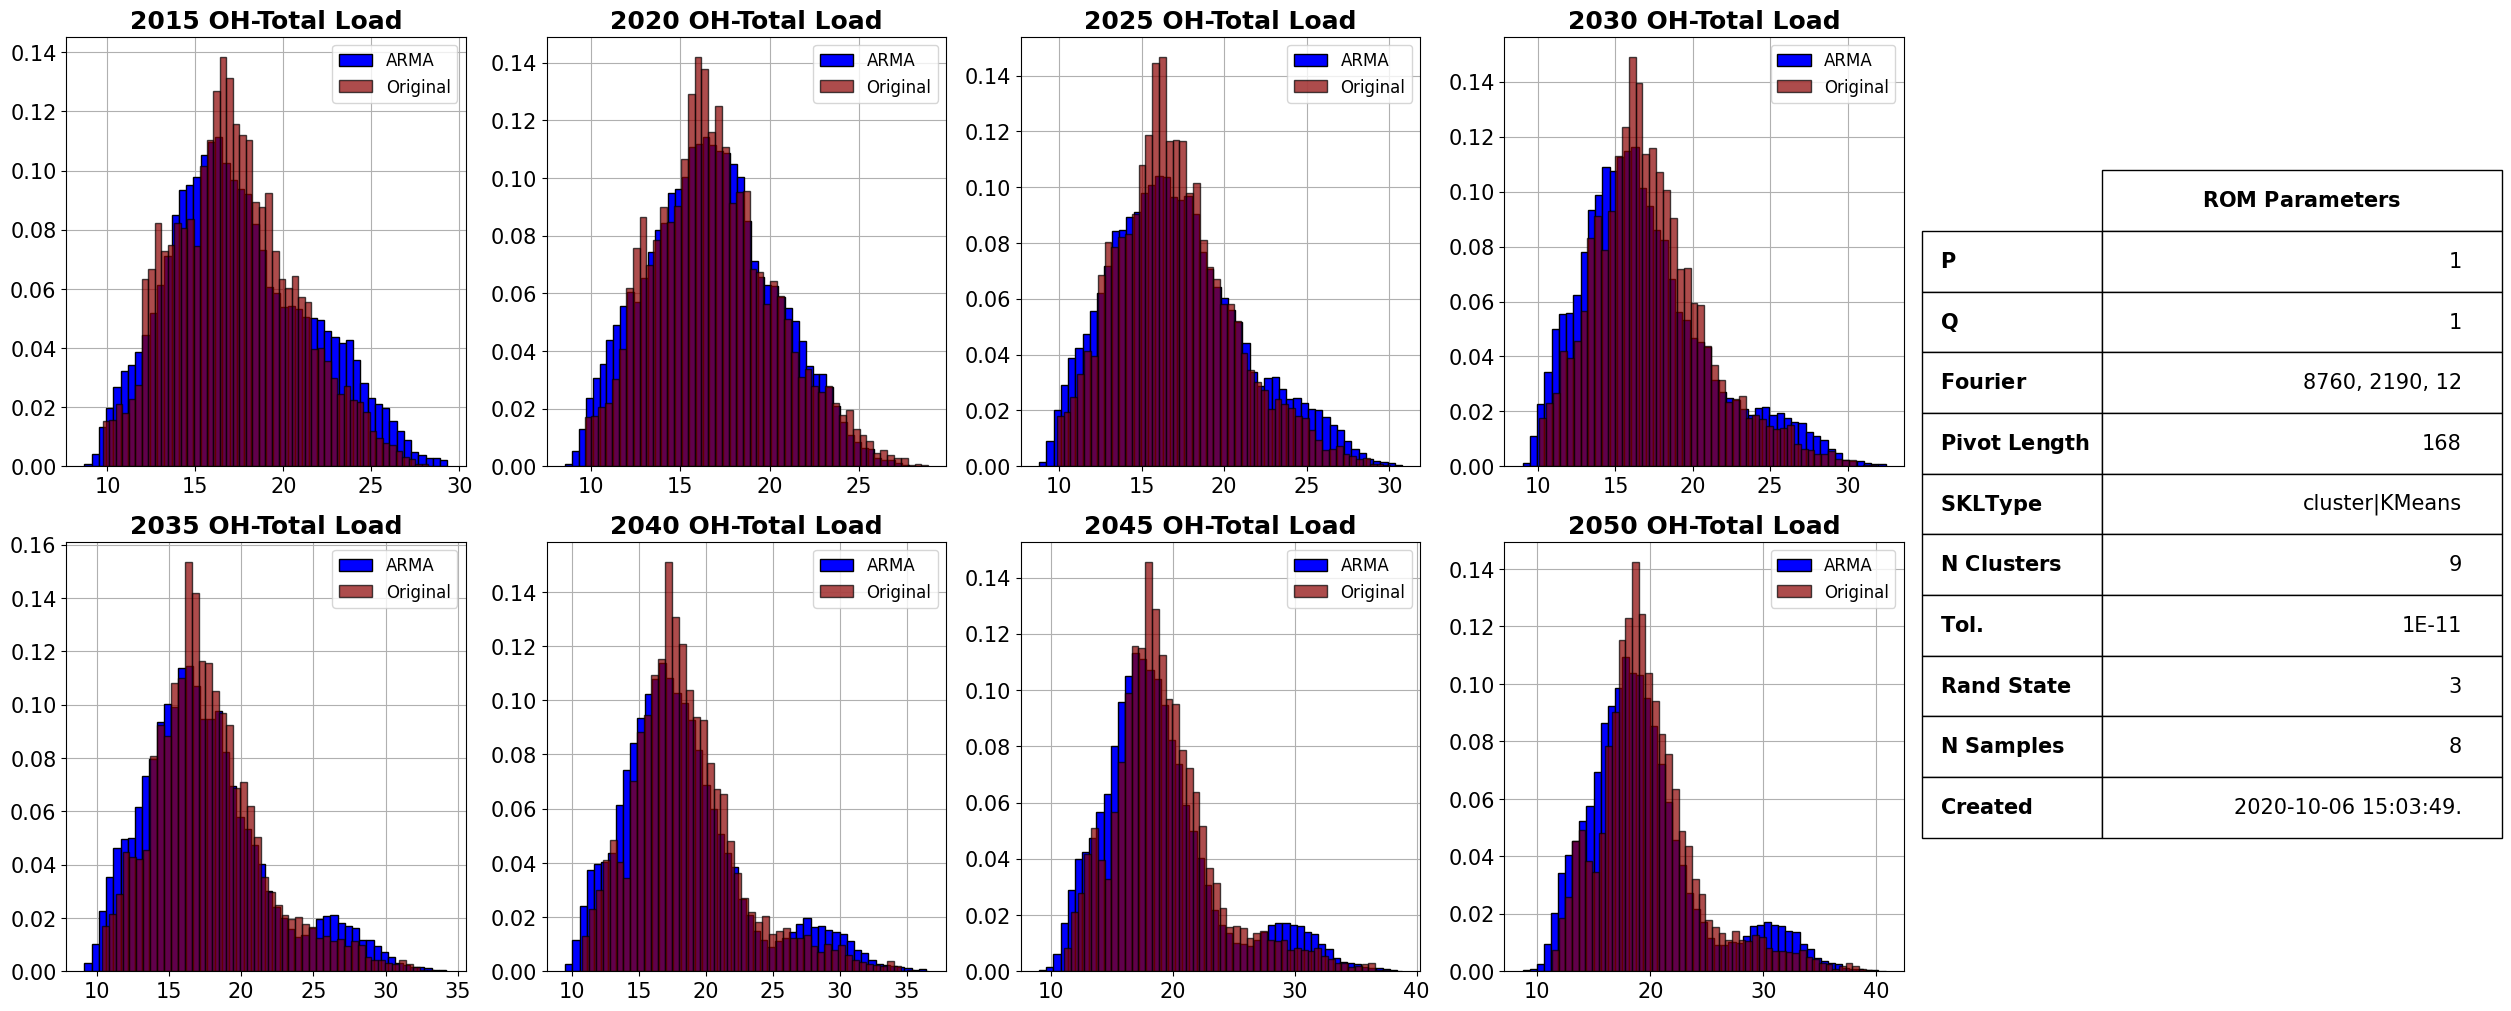 2015 OH-Total Load
0.14
0.12
0.10
0.08
0.06
0.04
0.02
0.00
10 15 20 25 30
ARMA
Original
2020 OH-Total Load
0.14
0.12
0.10
0.08
0.06
0.04
0.02
0.00
10 15 20 25
ARMA
Original
2025 OH-Total Load
0.14
0.12
0.10
0.08
0.06
0.04
0.02
0.00
10 15 20 25 30
ARMA
Original
2030 OH-Total Load
0.14
0.12
0.10
0.08
0.06
0.04
0.02
0.00
10 15 20 25 30
ARMA
Original
2035 OH-Total Load
0.16
0.14
0.12
0.10
0.08
0.06
0.04
0.02
0.00
10 15 20 25 30 35
ARMA
Original
2040 OH-Total Load
0.14
0.12
0.10
0.08
0.06
0.04
0.02
0.00
10 15 20 25 30 35
ARMA
Original
2045 OH-Total Load
0.14
0.12
0.10
0.08
0.06
0.04
0.02
0.00
10 20 30 40
ARMA
Original
2050 OH-Total Load
0.14
0.12
0.10
0.08
0.06
0.04
0.02
0.00
10 20 30 40
ARMA
Original
ROM Parameters
P 1
Q 1
Fourier 8760, 2190, 12
Pivot Length 168
SKLType cluster|KMeans
N Clusters 9
Tol. 1E-11
Rand State 3
N Samples 8
Created 2020-10-06 15:03:49.